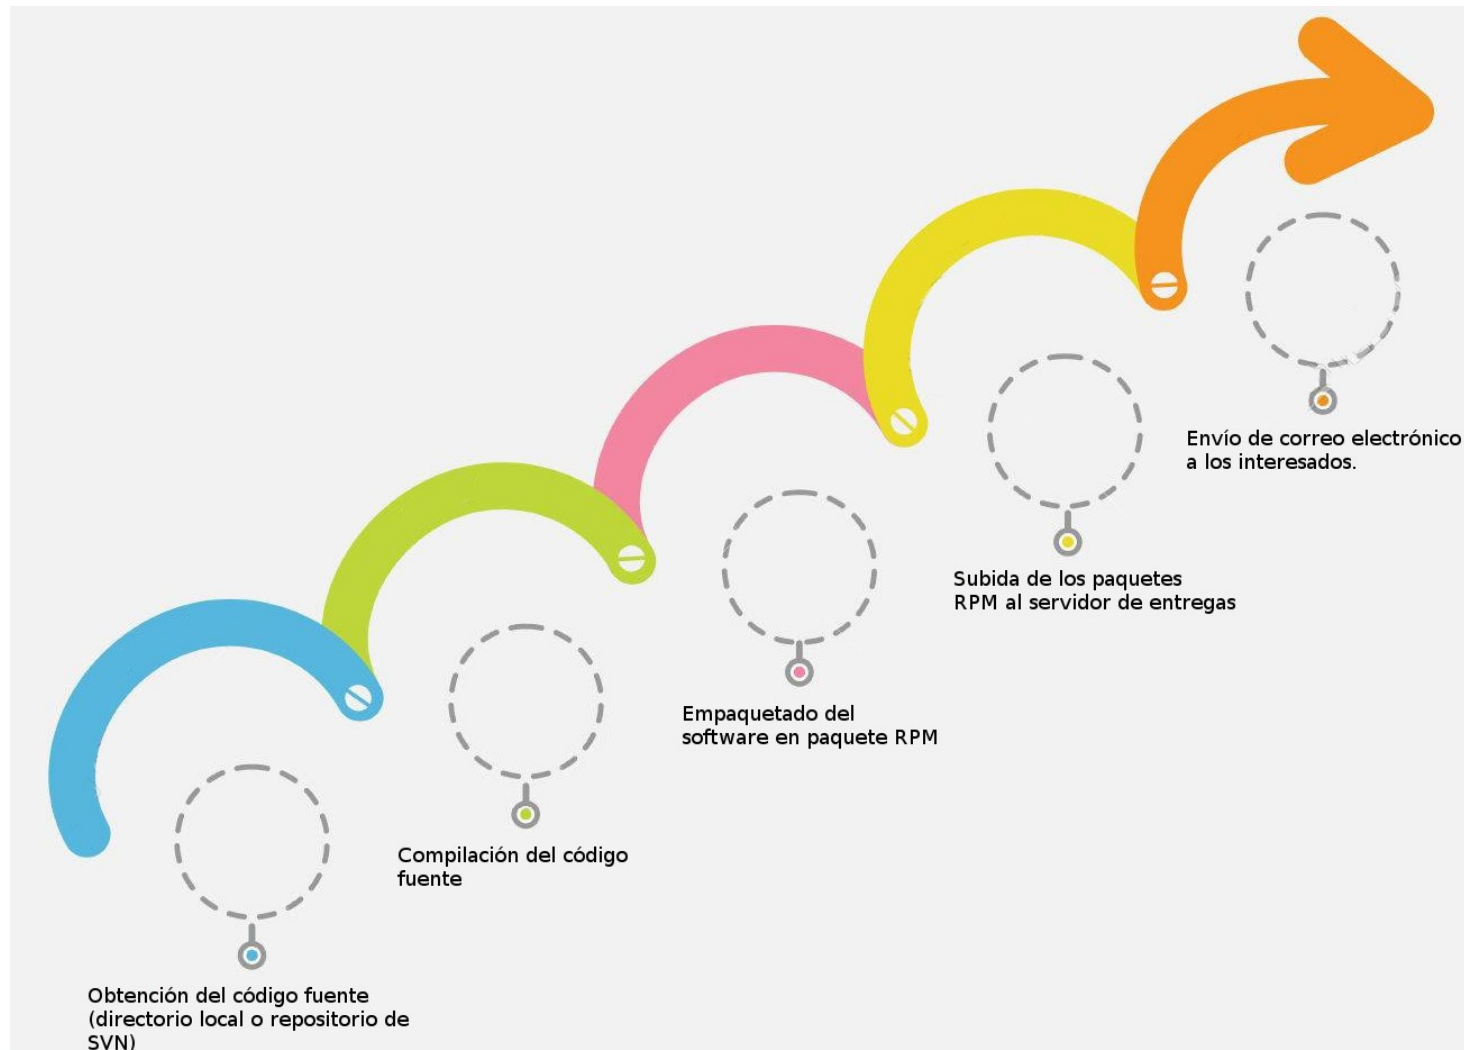 Obtención del código fuente
(directorio local o repositorio de
SVN)
Compilación del código
fuente
Empaquetado del
software en paquete RPM
Subida de los paquetes
RPM al servidor de entregas
Envío de correo electrónico
a los interesados.